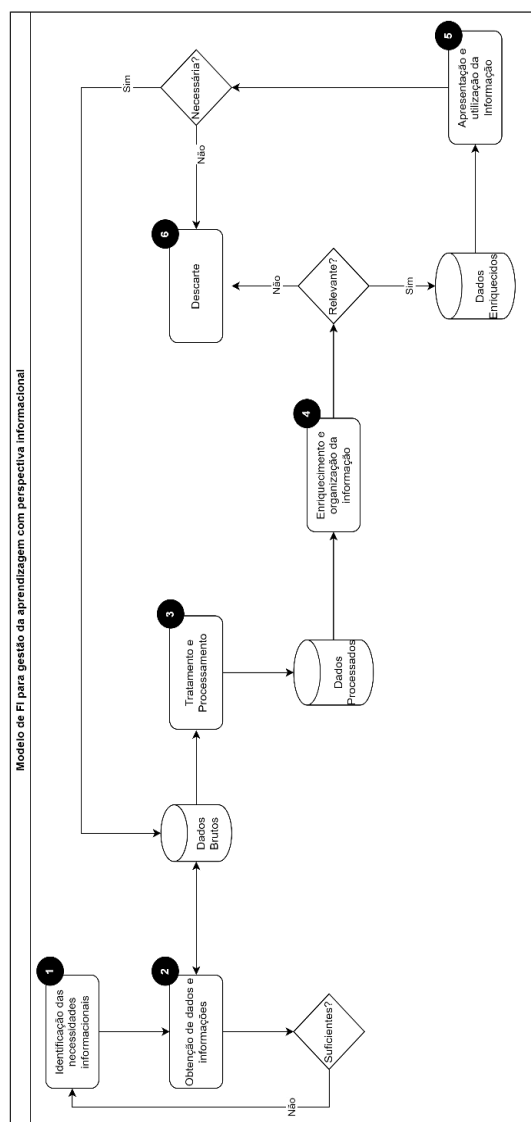 Modelo de FI para gestão da aprendizagem com perspectiva informacional
1
Identificação das
necessidades
informacionais
2
Obtenção de dados e
informações
Suficientes?
Não
Dados
Brutos
3
Tratamento e
Processamento
Dados
Processados
4
Enriquecimento e
organização da
informação
Relevante?
Não
Sim
6
Descarte
Dados
Enriquecidos
5
Apresentação e
utilização da
Informação
Necessária?
Sim
Não